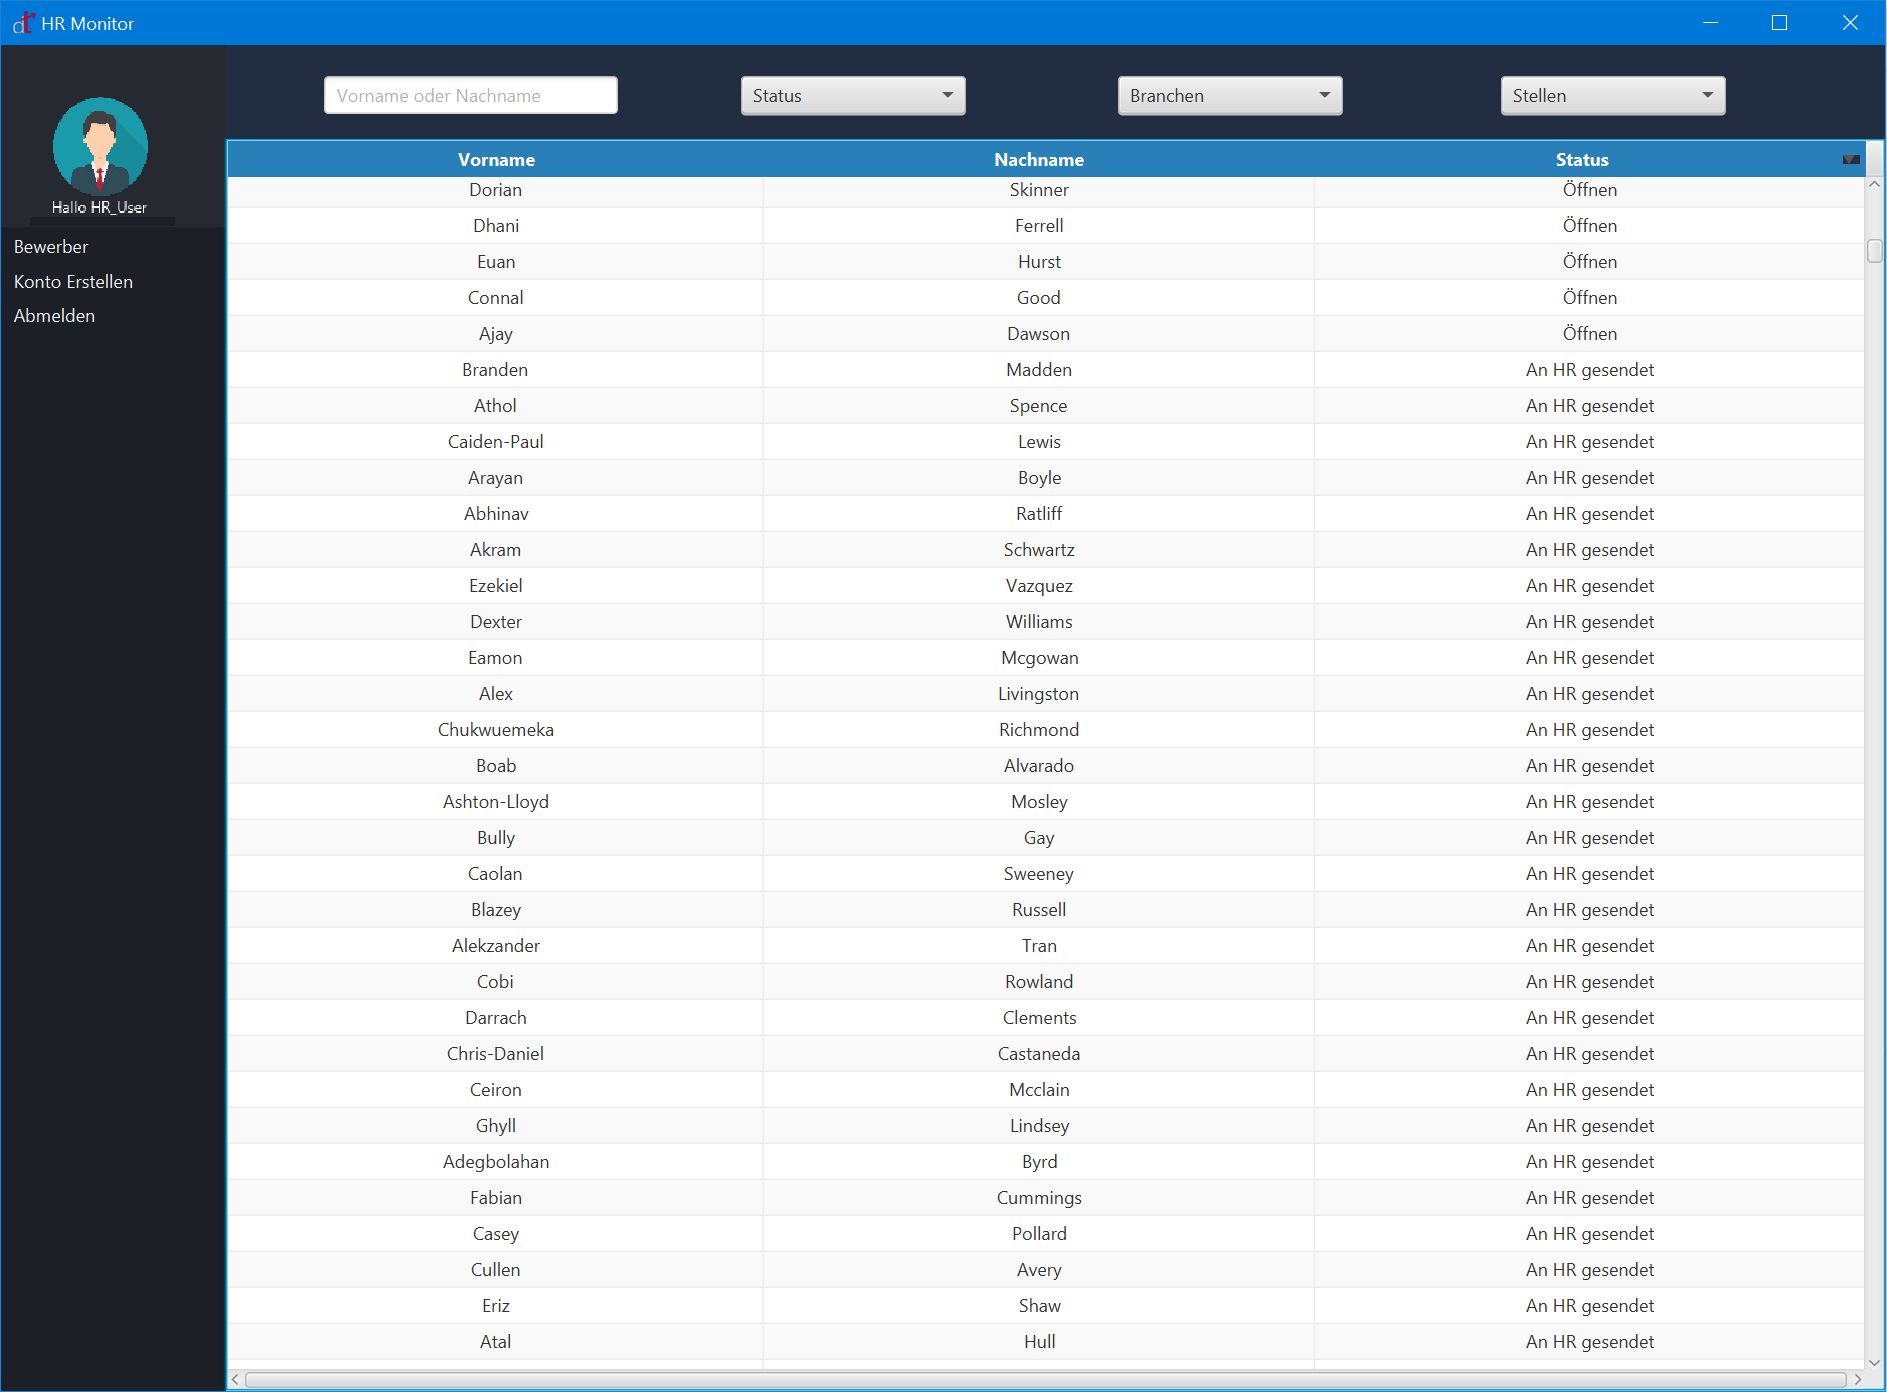 dt HR Monitor
Vorname oder Nachname Status Branchen Stellen
Hallo HR_User
Bewerber
Konto Erstellen
Abmelden
Vorname Nachname Status
Dorian Skinner Öffnen
Dhani Ferrell Öffnen
Euan Hurst Öffnen
Connal Good Öffnen
Ajay Dawson Öffnen
Branden Madden An HR gesendet
Athol Spence An HR gesendet
Caiden-Paul Lewis An HR gesendet
Arayan Boyle An HR gesendet
Abhinav Ratliff An HR gesendet
Akram Schwartz An HR gesendet
Ezekiel Vazquez An HR gesendet
Dexter Williams An HR gesendet
Eamon Mcgowan An HR gesendet
Alex Livingston An HR gesendet
Chukwuemeka Richmond An HR gesendet
Boab Alvarado An HR gesendet
Ashton-Lloyd Mosley An HR gesendet
Bully Gay An HR gesendet
Caolan Sweeney An HR gesendet
Blazey Russell An HR gesendet
Alekzander Tran An HR gesendet
Cobi Rowland An HR gesendet
Darrach Clements An HR gesendet
Chris-Daniel Castaneda An HR gesendet
Ceiron Mcclain An HR gesendet
Ghyll Lindsey An HR gesendet
Adegbolahan Byrd An HR gesendet
Fabian Cummings An HR gesendet
Casey Pollard An HR gesendet
Cullen Avery An HR gesendet
Eriz Shaw An HR gesendet
Atal Hull An HR gesendet